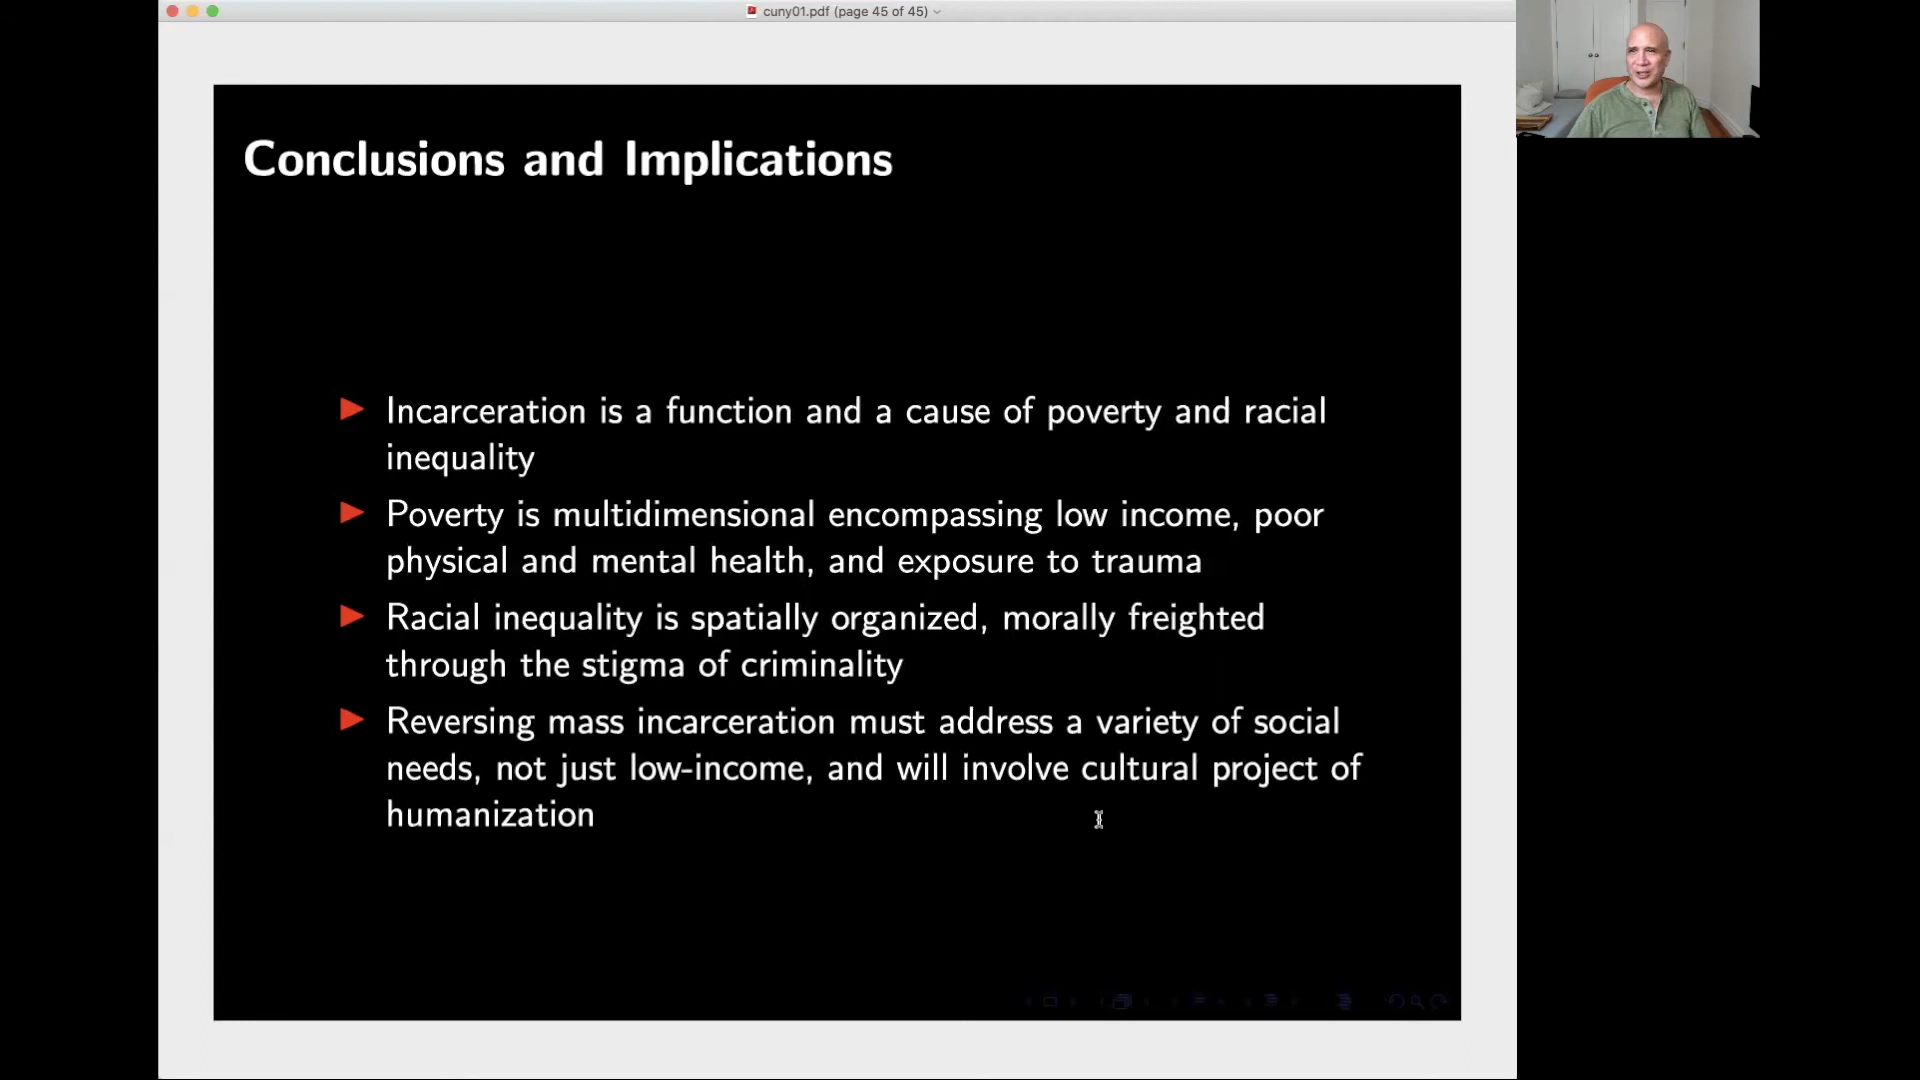 cuny01.pdf (page 45 of 45)
Conclusions and Implications
Incarceration is a function and a cause of poverty and racial
inequality
Poverty is multidimensional encompassing low income, poor
physical and mental health, and exposure to trauma
Racial inequality is spatially organized, morally freighted
through the stigma of criminality
Reversing mass incarceration must address a variety of social
needs, not just low-income, and will involve cultural project of
humanization